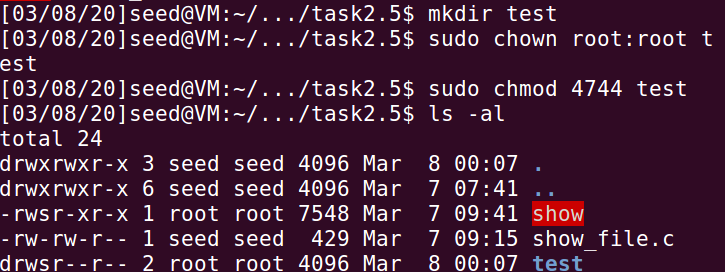 [03/08/20]seed@VM:~/.../task2.5$ mkdir test
[03/08/20]seed@VM:~/.../task2.5$ sudo chown root:root t
est
[03/08/20]seed@VM:~/.../task2.5$ sudo chmod 4744 test
[03/08/20]seed@VM:~/.../task2.5$ ls -al
total 24
drwxrwxr-x 3 seed seed 4096 Mar  8 00:07 .
drwxrwxr-x 6 seed seed 4096 Mar  7 07:41 ..
-rwsr-xr-x 1 root root 7548 Mar  7 09:41 show
-rw-rw-r-- 1 seed seed  429 Mar  7 09:15 show_file.c
drwsr--r-- 2 root root 4096 Mar  8 00:07 test